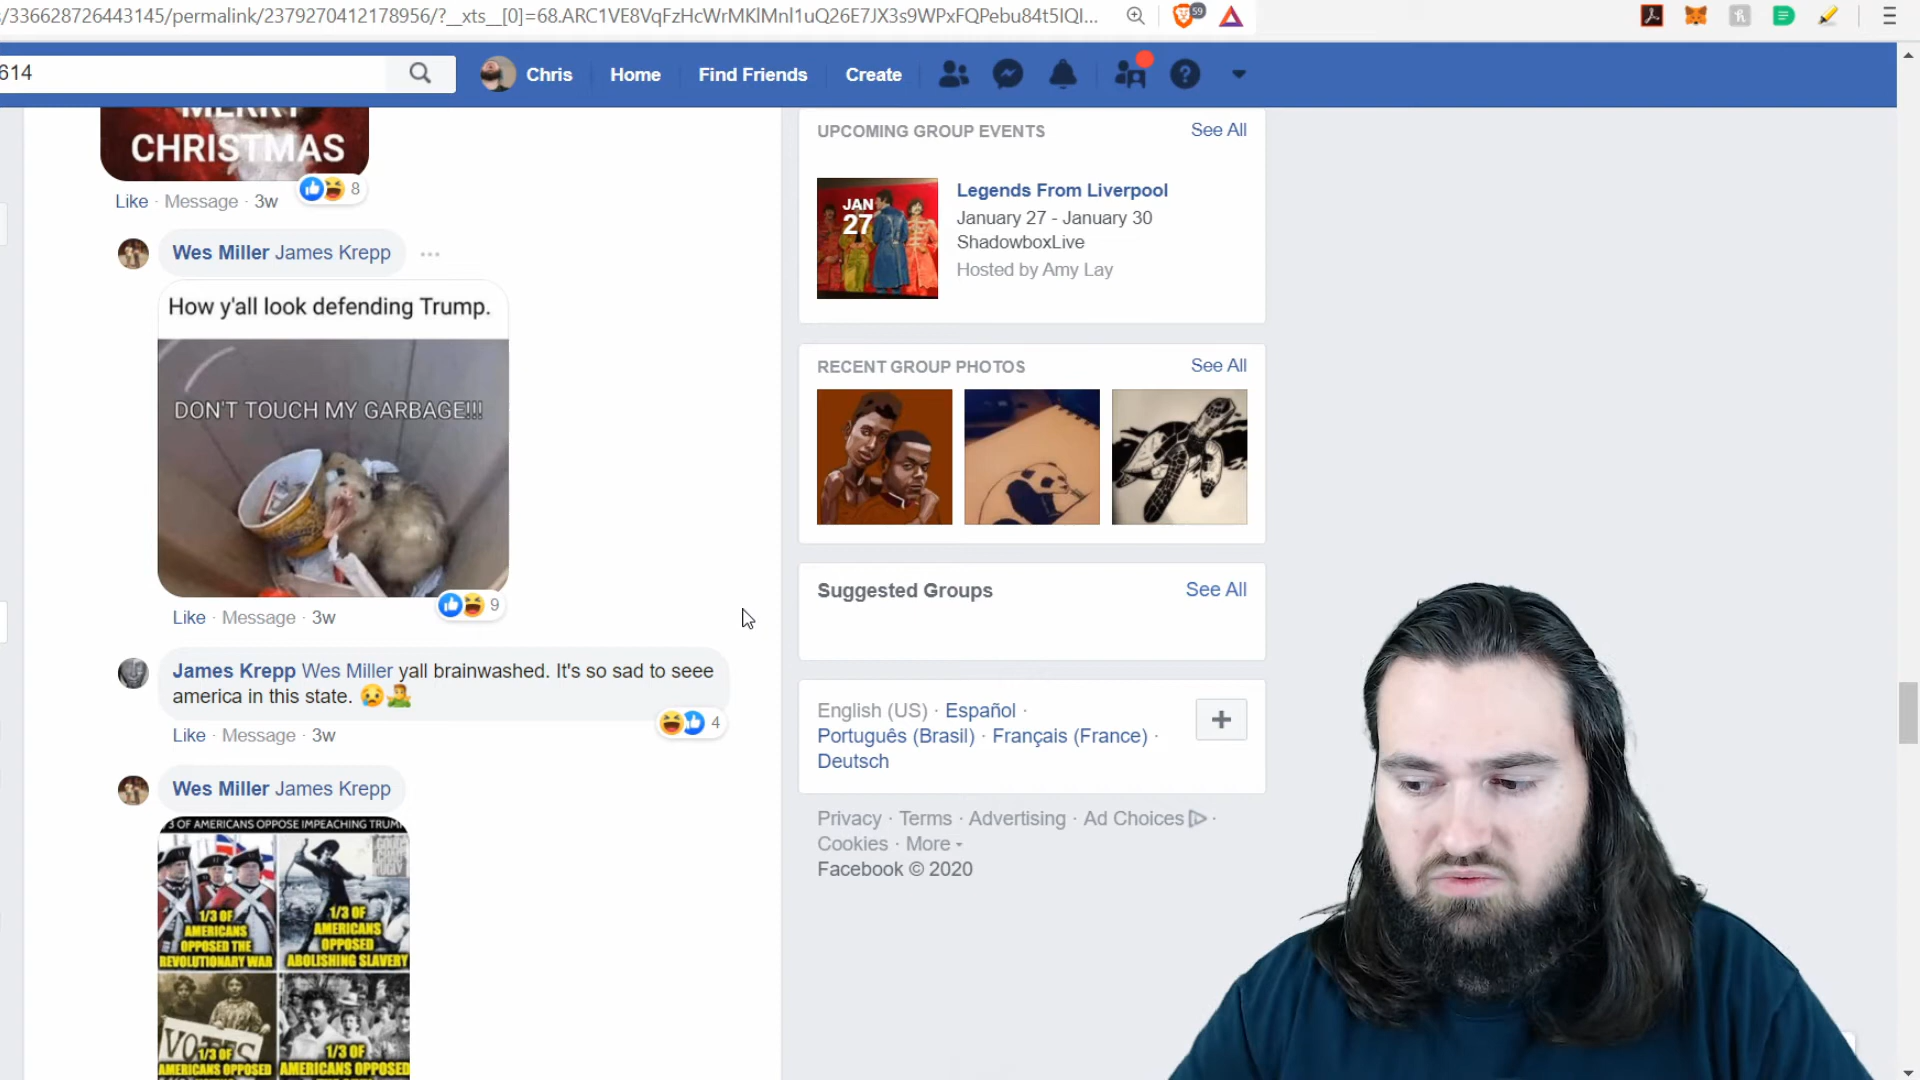 s/336628726443145/permalink/2379270412178956/?__xts__[0]=68.ARC1VE8VqFzHcWrMKlMnl1uQ26E7JX3s9WPxFQPebu84t5IQI...
59
614
Chris
Home
Find Friends
Create
MERRY
CHRISTMAS
Like · Message · 3w
8
Wes Miller James Krepp
How y'all look defending Trump.
DON'T TOUCH MY GARBAGE!!!
9
Like · Message · 3w
James Krepp Wes Miller yall brainwashed. It's so sad to seee
america in this state.
4
Like · Message · 3w
Wes Miller James Krepp
/3 OF AMERICANS OPPOSE IMPEACHING TRUMP
1/3 OF
AMERICANS
OPPOSED THE
REVOLUTIONARY WAR
1/3 OF
AMERICANS
OPPOSED
ABOLISHING SLAVERY
VOTES
1/3 OF
AMERICANS OPPOSED
1/3 OF
AMERICANS OPPOSED
UPCOMING GROUP EVENTS
See All
JAN
27
Legends From Liverpool
January 27 - January 30
ShadowboxLive
Hosted by Amy Lay
RECENT GROUP PHOTOS
See All
Suggested Groups
See All
English (US) · Español ·
Português (Brasil) · Français (France) ·
Deutsch
Privacy · Terms · Advertising · Ad Choices ·
Cookies · More
Facebook © 2020